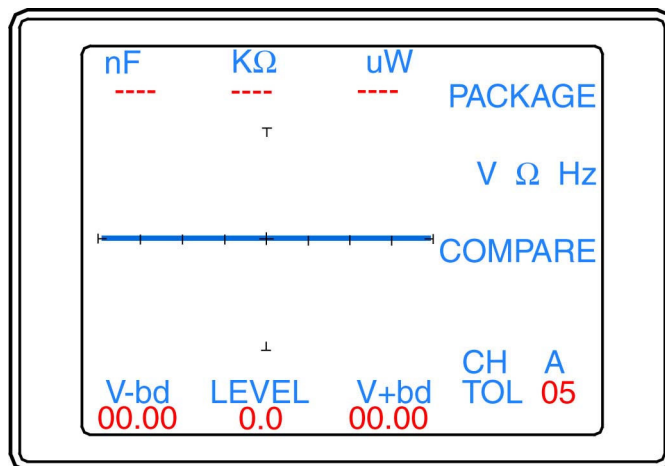 nF KΩ uW
---- ---- ----
PACKAGE
V Ω Hz
COMPARE
CH A
V-bd LEVEL V+bd TOL 05
00.00 0.0 00.00